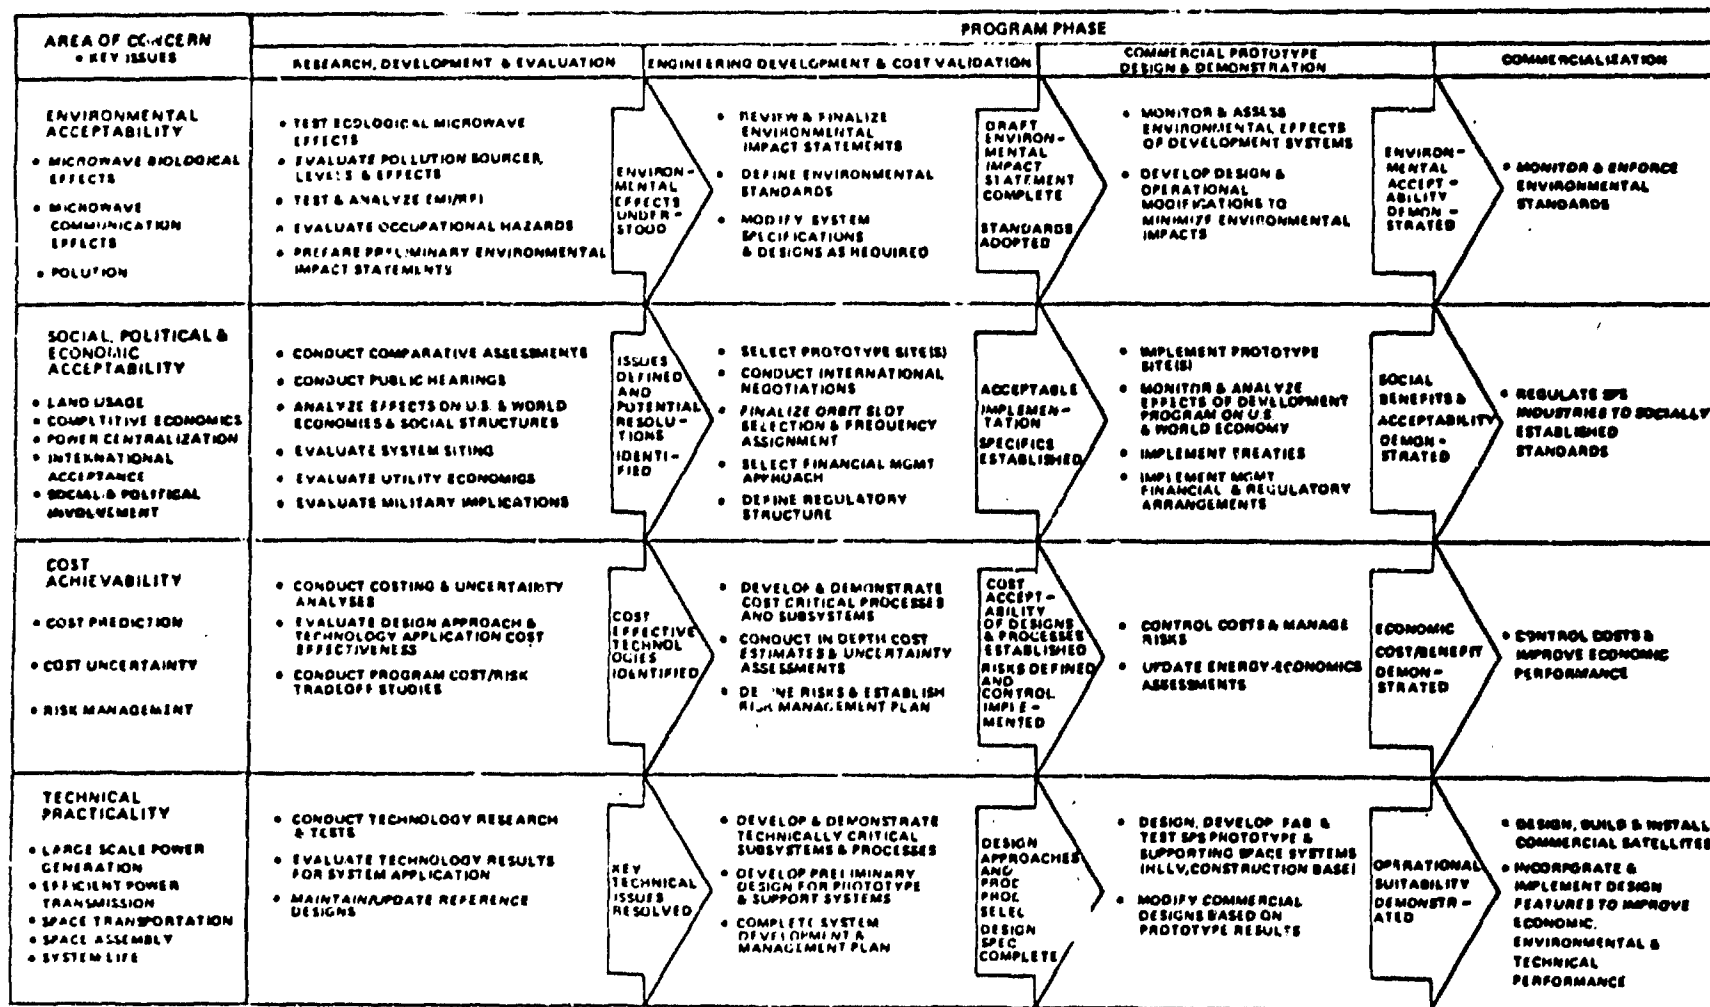 AREA OF CONCERN
• KEY ISSUES
PROGRAM PHASE
RESEARCH, DEVELOPMENT & EVALUATION
ENGINEERING DEVELOPMENT & COST VALIDATION
COMMERCIAL PROTOTYPE
DESIGN & DEMONSTRATION
COMMERCIALIZATION
ENVIRONMENTAL
ACCEPTABILITY
• MICROWAVE BIOLOGICAL
EFFECTS
• MICROWAVE
COMMUNICATION
EFFECTS
• POLUTION
• TEST ECOLOGICAL MICROWAVE
EFFECTS
• EVALUATE POLLUTION SOURCES,
LEVELS & EFFECTS
• TEST & ANALYZE EMI/RFI
• EVALUATE OCCUPATIONAL HAZARDS
• PREPARE PRELIMINARY ENVIRONMENTAL
IMPACT STATEMENTS
ENVIRON-
MENTAL
EFFECTS
UNDER-
STOOD
• REVIEW & FINALIZE
ENVIRONMENTAL
IMPACT STATEMENTS
• DEFINE ENVIRONMENTAL
STANDARDS
• MODIFY SYSTEM
SPECIFICATIONS
& DESIGNS AS REQUIRED
DRAFT
ENVIRON-
MENTAL
IMPACT
STATEMENT
COMPLETE
STANDARDS
ADOPTED
• MONITOR & ASSESS
ENVIRONMENTAL EFFECTS
OF DEVELOPMENT SYSTEMS
• DEVELOP DESIGN &
OPERATIONAL
MODIFICATIONS TO
MINIMIZE ENVIRONMENTAL
IMPACTS
ENVIRON-
MENTAL
ACCEPT-
ABILITY
DEMON-
STRATED
• MONITOR & ENFORCE
ENVIRONMENTAL
STANDARDS
SOCIAL, POLITICAL &
ECONOMIC
ACCEPTABILITY
• LAND USAGE
• COMPETITIVE ECONOMICS
• POWER CENTRALIZATION
• INTERNATIONAL
ACCEPTANCE
• SOCIAL & POLITICAL
INVOLVEMENT
• CONDUCT COMPARATIVE ASSESSMENTS
• CONDUCT PUBLIC HEARINGS
• ANALYZE EFFECTS ON U.S. & WORLD
ECONOMIES & SOCIAL STRUCTURES
• EVALUATE SYSTEM SITING
• EVALUATE UTILITY ECONOMICS
• EVALUATE MILITARY IMPLICATIONS
ISSUES
DEFINED
AND
POTENTIAL
RESOLU-
TIONS
IDENTI-
FIED
• SELECT PROTOTYPE SITE(S)
• CONDUCT INTERNATIONAL
NEGOTIATIONS
• FINALIZE ORBIT SLOT
SELECTION & FREQUENCY
ASSIGNMENT
• SELECT FINANCIAL MGMT
APPROACH
• DEFINE REGULATORY
STRUCTURE
ACCEPTABLE
IMPLEMEN-
TATION
SPECIFICS
ESTABLISHED
• IMPLEMENT PROTOTYPE
SITE(S)
• MONITOR & ANALYZE
EFFECTS OF DEVELOPMENT
PROGRAM ON U.S.
& WORLD ECONOMY
• IMPLEMENT TREATIES
• IMPLEMENT MGMT
FINANCIAL & REGULATORY
ARRANGEMENTS
SOCIAL
BENEFITS &
ACCEPTABILITY
DEMON-
STRATED
• REGULATE SPS
INDUSTRIES TO SOCIALLY
ESTABLISHED
STANDARDS
COST
ACHIEVABILITY
• COST PREDICTION
• COST UNCERTAINTY
• RISK MANAGEMENT
• CONDUCT COSTING & UNCERTAINTY
ANALYSES
• EVALUATE DESIGN APPROACH &
TECHNOLOGY APPLICATION COST
EFFECTIVENESS
• CONDUCT PROGRAM COST/RISK
TRADEOFF STUDIES
COST
EFFECTIVE
TECHNOL
OGIES
IDENTIFIED
• DEVELOP & DEMONSTRATE
COST CRITICAL PROCESSES
AND SUBSYSTEMS
• CONDUCT IN DEPTH COST
ESTIMATES & UNCERTAINTY
ASSESSMENTS
• DEFINE RISKS & ESTABLISH
RISK MANAGEMENT PLAN
COST
ACCEPT-
ABILITY
OF DESIGNS
& PROCESSES
ESTABLISHED
RISKS DEFINED
AND
CONTROL
IMPLE-
MENTED
• CONTROL COSTS & MANAGE
RISKS
• UPDATE ENERGY-ECONOMICS
ASSESSMENTS
ECONOMIC
COST/BENEFIT
DEMON-
STRATED
• CONTROL COSTS &
IMPROVE ECONOMIC
PERFORMANCE
TECHNICAL
PRACTICALITY
• LARGE SCALE POWER
GENERATION
• EFFICIENT POWER
TRANSMISSION
• SPACE TRANSPORTATION
• SPACE ASSEMBLY
• SYSTEM LIFE
• CONDUCT TECHNOLOGY RESEARCH
& TESTS
• EVALUATE TECHNOLOGY RESULTS
FOR SYSTEM APPLICATION
• MAINTAIN/UPDATE REFERENCE
DESIGNS
KEY
TECHNICAL
ISSUES
RESOLVED
• DEVELOP & DEMONSTRATE
TECHNICALLY CRITICAL
SUBSYSTEMS & PROCESSES
• DEVELOP PRELIMINARY
DESIGN FOR PROTOTYPE
& SUPPORT SYSTEMS
• COMPLETE SYSTEM
DEVELOPMENT &
MANAGEMENT PLAN
DESIGN
APPROACHES
AND
DESIGN
SPEC
COMPLETE
• DESIGN, DEVELOP FAB &
TEST SPS PROTOTYPE &
SUPPORTING SPACE SYSTEMS
(HLLV, CONSTRUCTION BASE)
• MODIFY COMMERCIAL
DESIGNS BASED ON
PROTOTYPE RESULTS
OPERATIONAL
SUITABILITY
DEMONSTR-
ATED
• DESIGN, BUILD & INSTALL
COMMERCIAL SATELLITES
• INCORPORATE &
IMPLEMENT DESIGN
FEATURES TO IMPROVE
ECONOMIC,
ENVIRONMENTAL &
TECHNICAL
PERFORMANCE